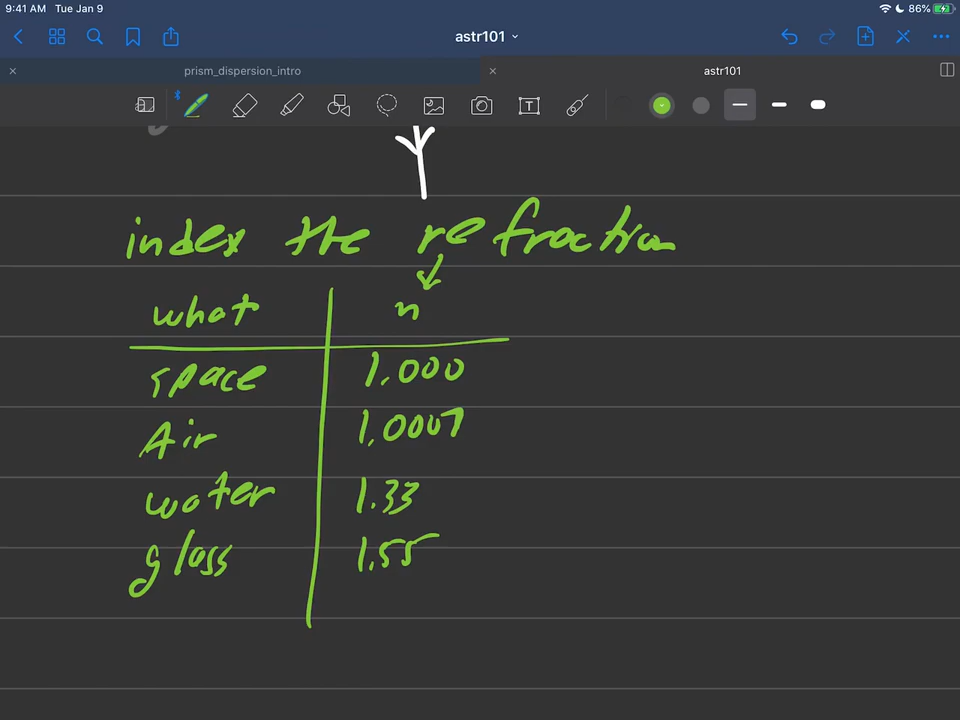 9:41 AM Tue Jan 9 86%
astr101
prism_dispersion_intro astr101
T
index the refraction
what n
space 1.000
Air 1.0007
water 1.33
glass 1.55